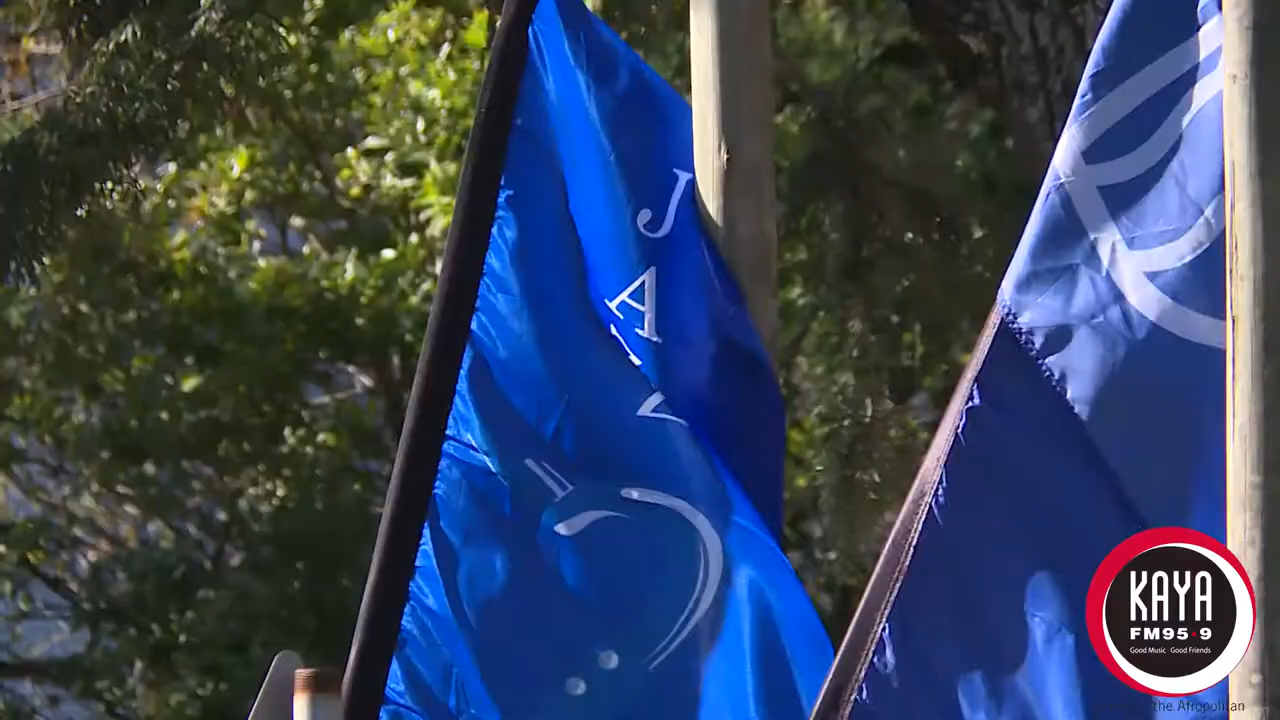 J
A
Z
Z
KAYA
FM95•9
Good Music · Good Friends
the Afropolitan